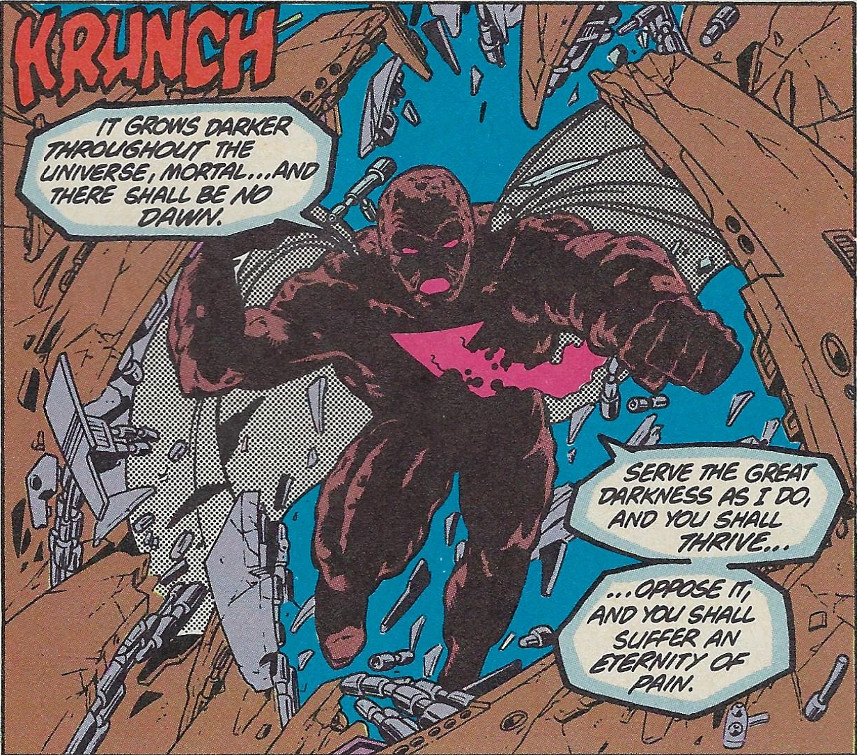 KRUNCH
IT GROWS DARKER
THROUGHOUT THE
UNIVERSE, MORTAL...AND
THERE SHALL BE NO
DAWN.
SERVE THE GREAT
DARKNESS AS I DO,
AND YOU SHALL
THRIVE...
...OPPOSE IT,
AND YOU SHALL
SUFFER AN
ETERNITY OF
PAIN.